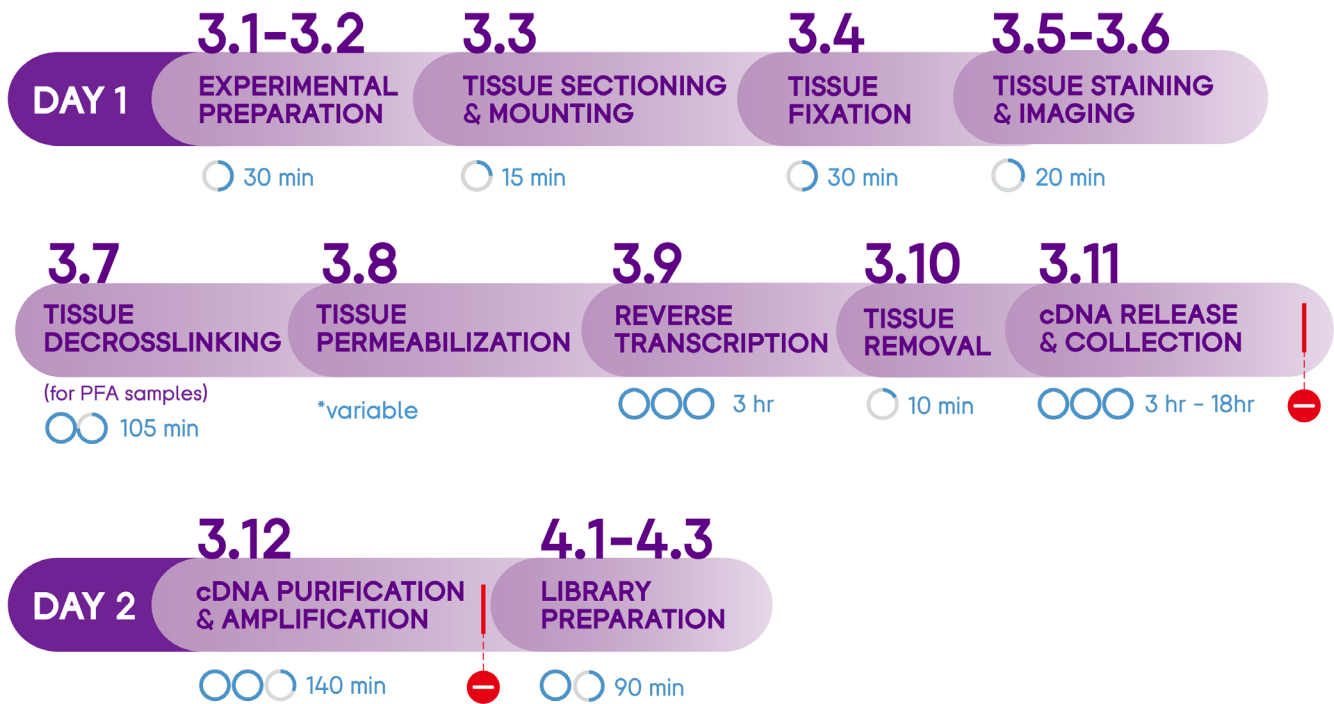 3.1-3.2
3.3
3.4
3.5-3.6
DAY 1
EXPERIMENTAL
PREPARATION
TISSUE SECTIONING
& MOUNTING
TISSUE
FIXATION
TISSUE STAINING
& IMAGING
30 min
15 min
30 min
20 min
3.7
3.8
3.9
3.10
3.11
TISSUE
DECROSSLINKING
TISSUE
PERMEABILIZATION
REVERSE
TRANSCRIPTION
TISSUE
REMOVAL
cDNA RELEASE
& COLLECTION
(for PFA samples)
105 min
*variable
3 hr
10 min
3 hr - 18hr
3.12
4.1-4.3
DAY 2
cDNA PURIFICATION
& AMPLIFICATION
LIBRARY
PREPARATION
140 min
90 min